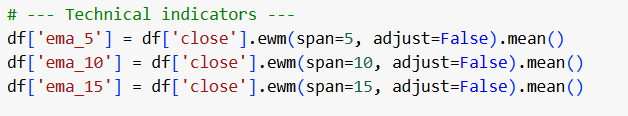 # --- Technical indicators ---
df['ema_5'] = df['close'].ewm(span=5, adjust=False).mean()
df['ema_10'] = df['close'].ewm(span=10, adjust=False).mean()
df['ema_15'] = df['close'].ewm(span=15, adjust=False).mean()